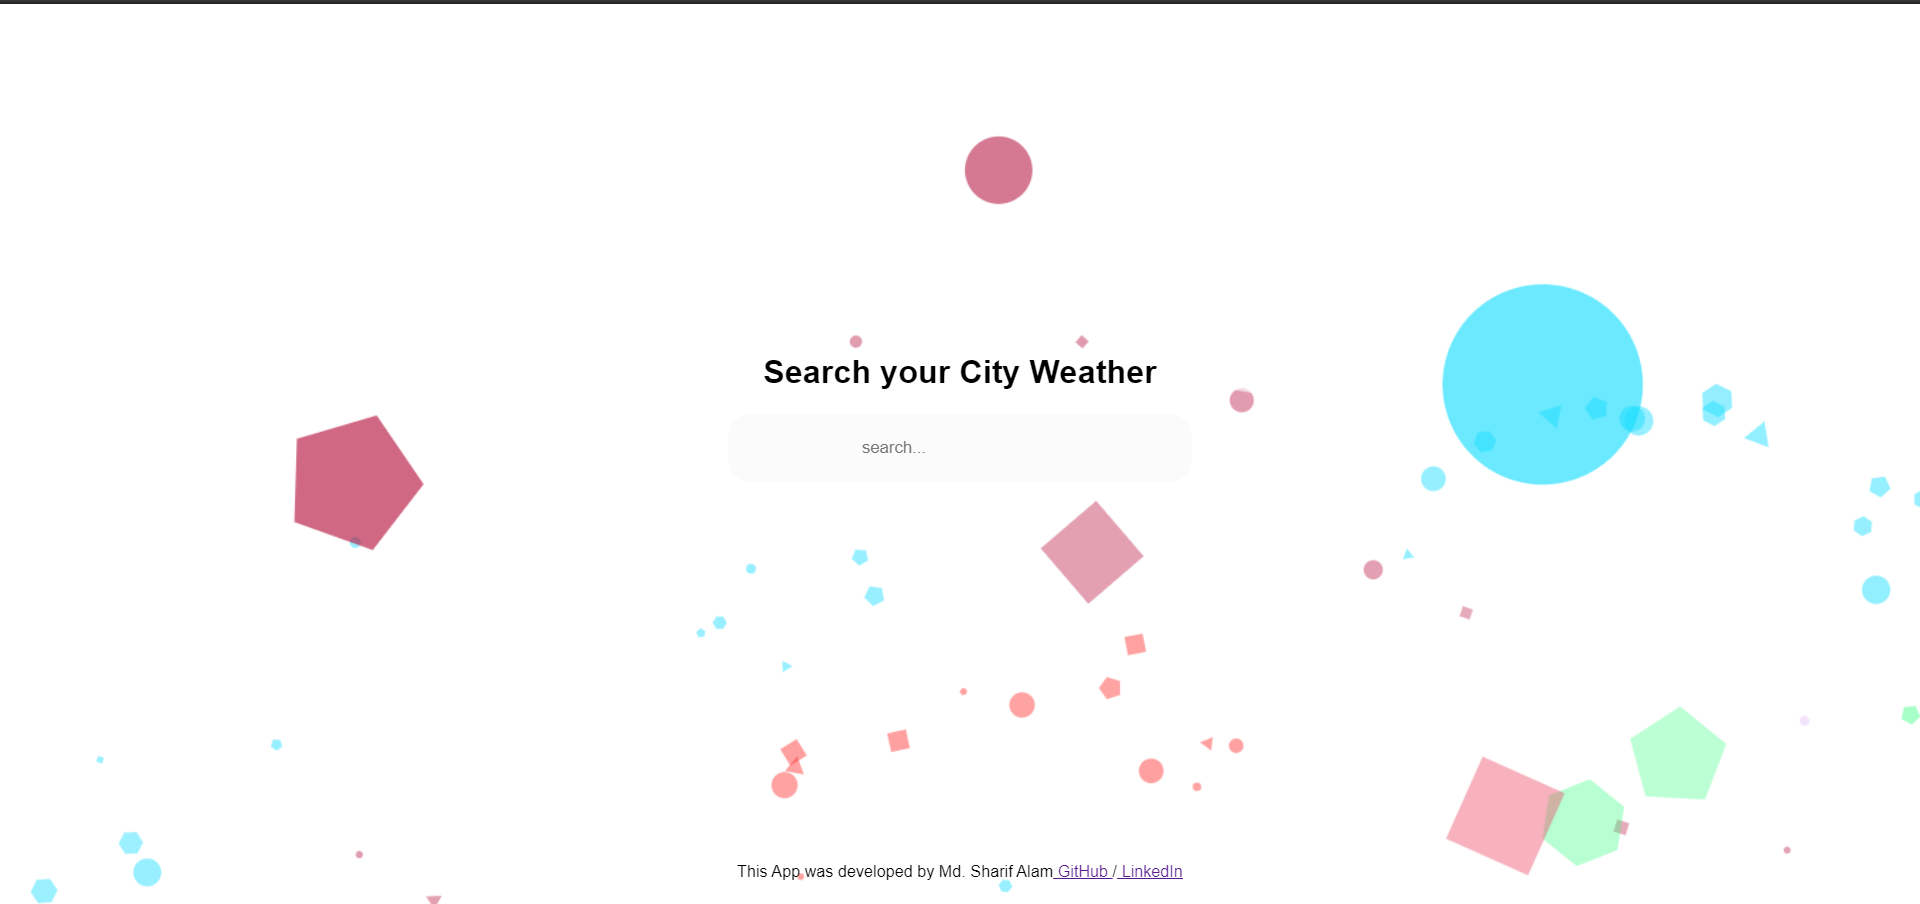 Search your City Weather
search...
This App was developed by Md. Sharif Alam GitHub / LinkedIn